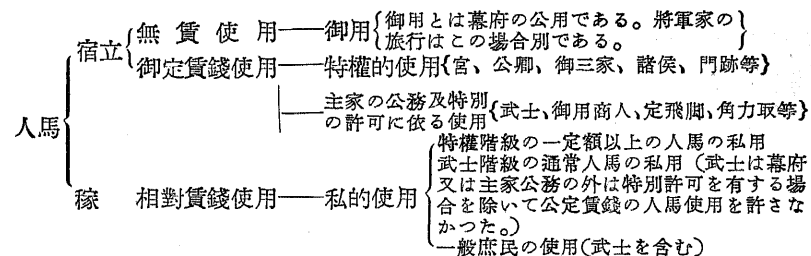 人馬
宿立
無賃使用――御用{御用とは幕府の公用である。將軍家の
旅行はこの場合別である。}
御定賃錢使用――特權的使用{宮、公卿、御三家、諸侯、門跡等}
主家の公務及特別
の許可に依る使用{武士、御用商人、定飛脚、角力取等}
稼 相對賃錢使用――私的使用
特權階級の一定額以上の人馬の私用
武士階級の通常人馬の私用(武士は幕府
又は主家公務の外は特別許可を有する場
合を除いて公定賃錢の人馬使用を許さな
かつた。)
一般庶民の使用(武士を含む)